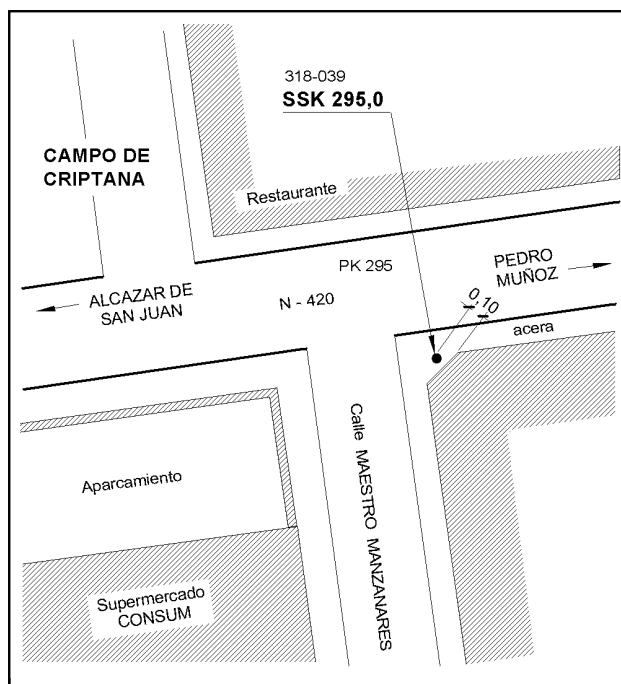 318-039
SSK 295,0
CAMPO DE
CRIPTANA
Restaurante
PK 295
PEDRO
MUÑOZ
ALCAZAR DE
SAN JUAN
N - 420
0,10
acera
Calle MAESTRO MANZANARES
Aparcamiento
Supermercado
CONSUM